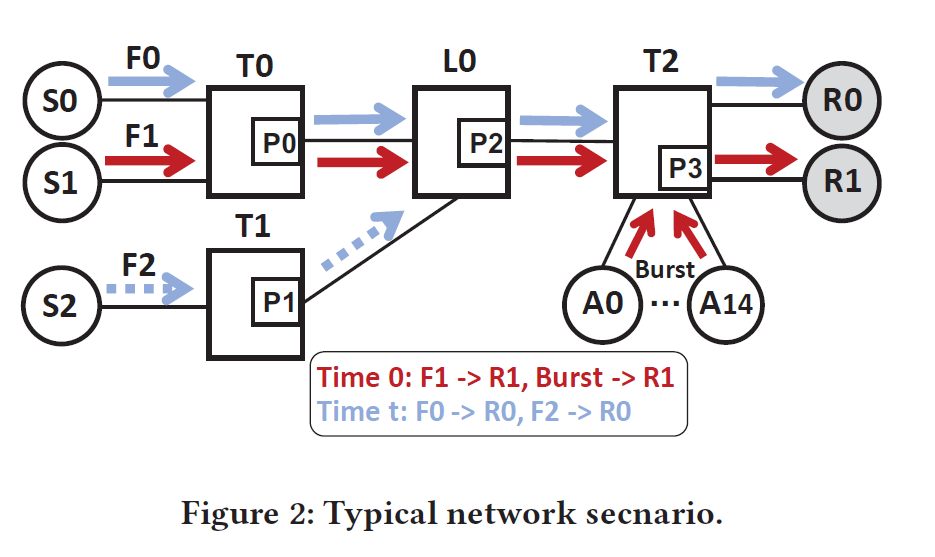 F0
T0
L0
T2
S0
R0
F1
P0
P2
P3
S1
R1
T1
F2
S2
P1
Burst
A0 ... A14
Time 0: F1 -> R1, Burst -> R1
Time t: F0 -> R0, F2 -> R0
Figure 2: Typical network secnario.